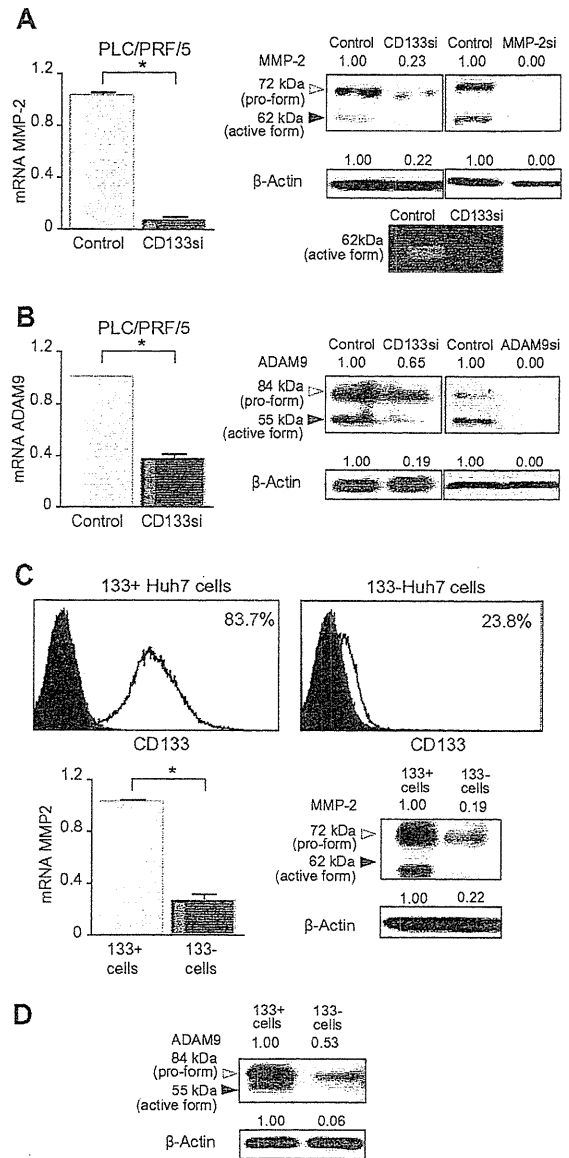 A
PLC/PRF/5
*
1.2
0.8
0.4
0
mRNA MMP-2
Control CD133si
Control CD133si Control MMP-2si
MMP-2 1.00 0.23 1.00 0.00
72 kDa
(pro-form)
62 kDa
(active form)
1.00 0.22 1.00 0.00
β-Actin
Control CD133si
62kDa
(active form)
B
PLC/PRF/5
*
1.2
0.8
0.4
0
mRNA ADAM9
Control CD133si
Control CD133si Control ADAM9si
ADAM9 1.00 0.65 1.00 0.00
84 kDa
(pro-form)
55 kDa
(active form)
1.00 0.19 1.00 0.00
β-Actin
C
133+ Huh7 cells
83.7%
CD133
133-Huh7 cells
23.8%
CD133
*
1.2
0.8
0.4
0
mRNA MMP2
133+
cells
133-
cells
133+
cells
133-
cells
MMP-2 1.00 0.19
72 kDa
(pro-form)
62 kDa
(active form)
1.00 0.22
β-Actin
D
133+
cells
133-
cells
ADAM9 1.00 0.53
84 kDa
(pro-form)
55 kDa
(active form)
1.00 0.06
β-Actin